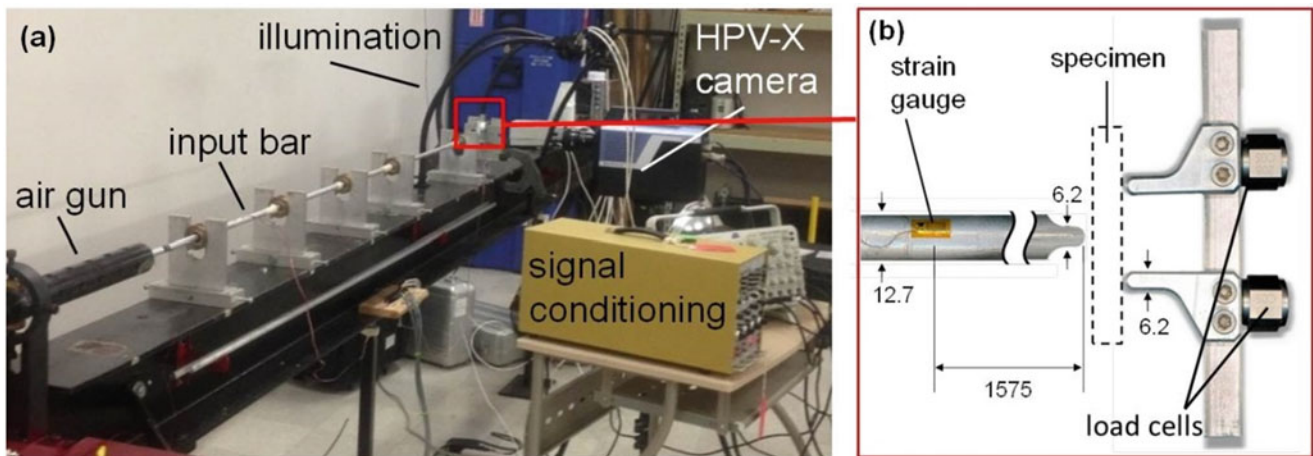 (a)
illumination
HPV-X
camera
input bar
air gun
signal
conditioning
(b)
strain
gauge
specimen
6.2
12.7
6.2
1575
load cells